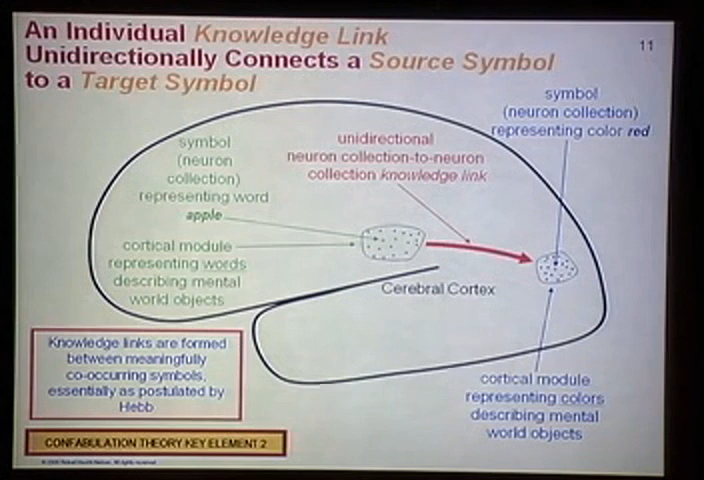 An Individual Knowledge Link
Unidirectionally Connects a Source Symbol
to a Target Symbol
11
symbol
(neuron collection)
representing color red
symbol
(neuron
collection)
representing word
apple
unidirectional
neuron collection-to-neuron
collection knowledge link
cortical module
representing words
describing mental
world objects
Cerebral Cortex
Knowledge links are formed
between meaningfully
co-occurring symbols,
essentially as postulated by
Hebb
cortical module
representing colors
describing mental
world objects
CONFABULATION THEORY KEY ELEMENT 2
All rights reserved